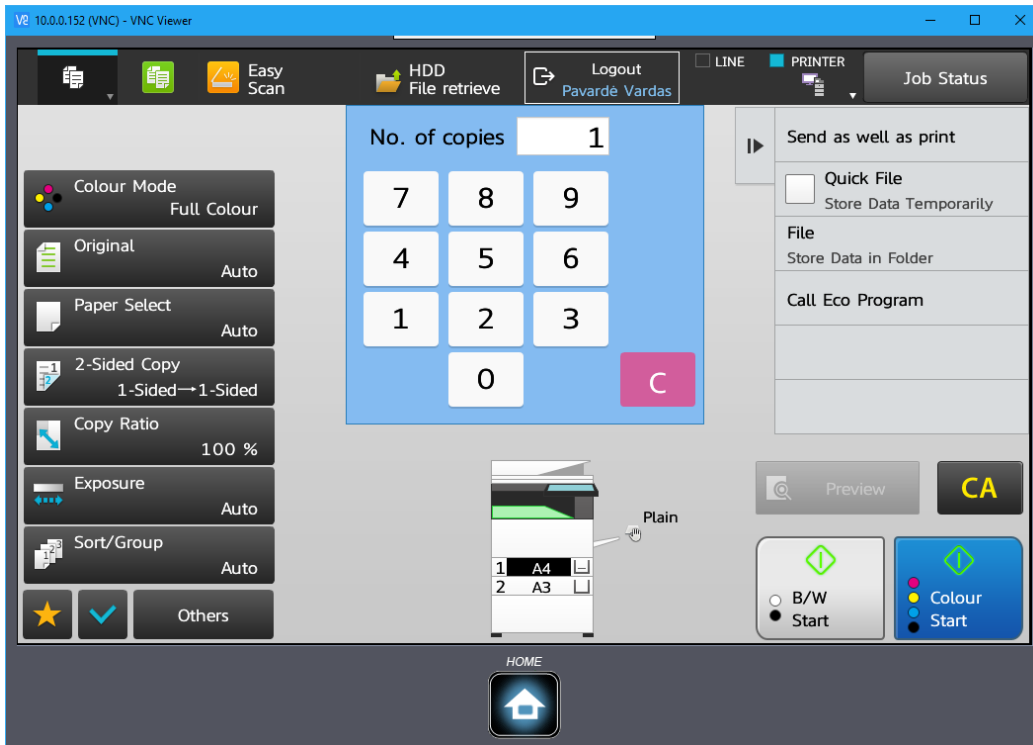 10.0.0.152 (VNC) - VNC Viewer
Easy
Scan
HDD
File retrieve
Logout
Pavardė Vardas
LINE
PRINTER
Job Status
No. of copies 1
7 8 9
4 5 6
1 2 3
0 C
Colour Mode
Full Colour
Original
Auto
Paper Select
Auto
2-Sided Copy
1-Sided→1-Sided
Copy Ratio
100 %
Exposure
Auto
Sort/Group
Auto
Others
Send as well as print
Quick File
Store Data Temporarily
File
Store Data in Folder
Call Eco Program
Plain
1 A4
2 A3
Preview
CA
B/W
Start
Colour
Start
HOME